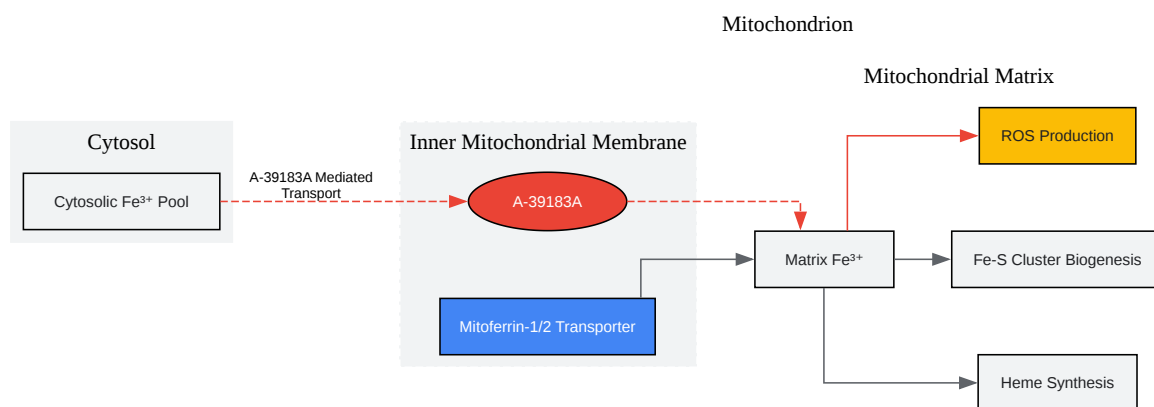 Mitochondrion
Mitochondrial Matrix
Cytosol
Inner Mitochondrial Membrane
ROS Production
A-39183A Mediated
Transport
Cytosolic Fe³⁺ Pool
A-39183A
Matrix Fe³⁺
Fe-S Cluster Biogenesis
Mitoferrin-1/2 Transporter
Heme Synthesis